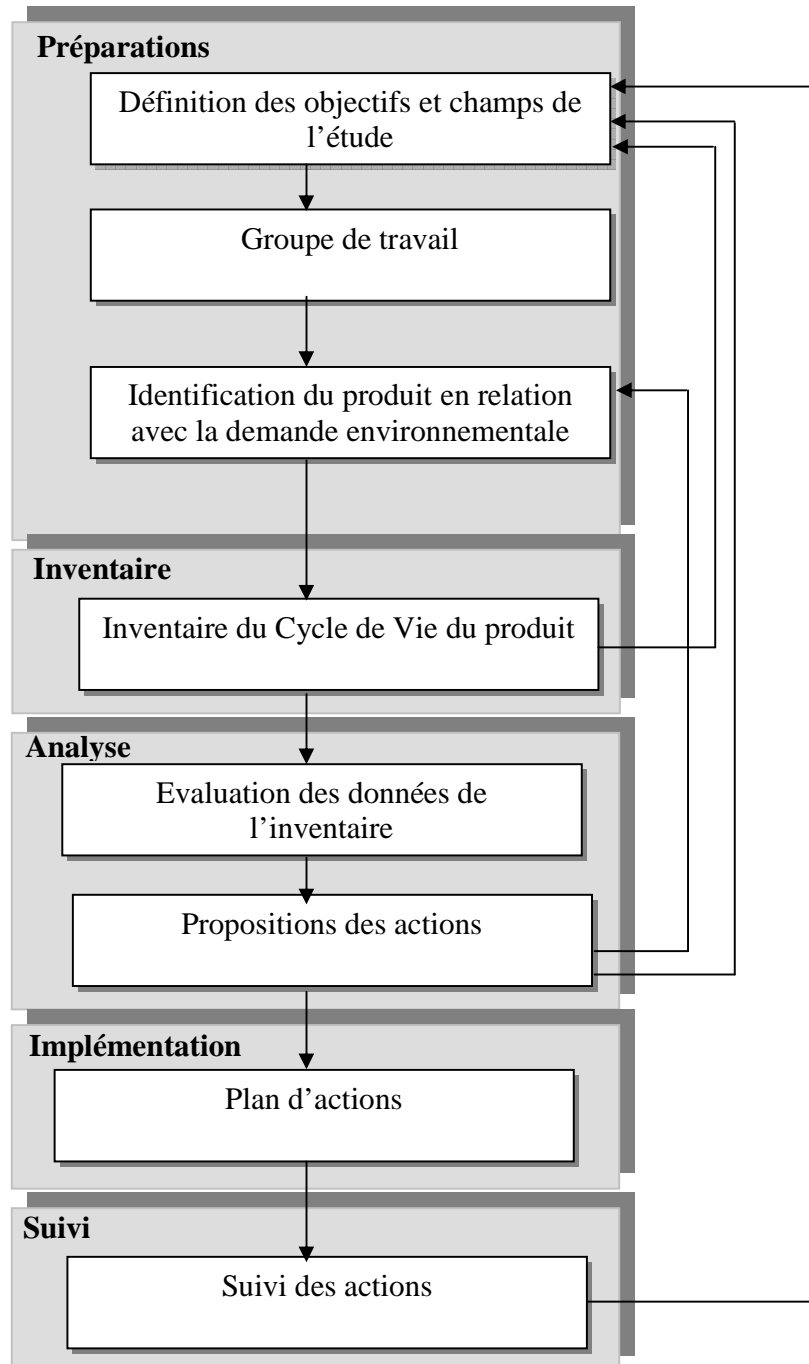 Préparations
Définition des objectifs et champs de
l’étude
Groupe de travail
Identification du produit en relation
avec la demande environnementale
Inventaire
Inventaire du Cycle de Vie du produit
Analyse
Evaluation des données de
l’inventaire
Propositions des actions
Implémentation
Plan d’actions
Suivi
Suivi des actions